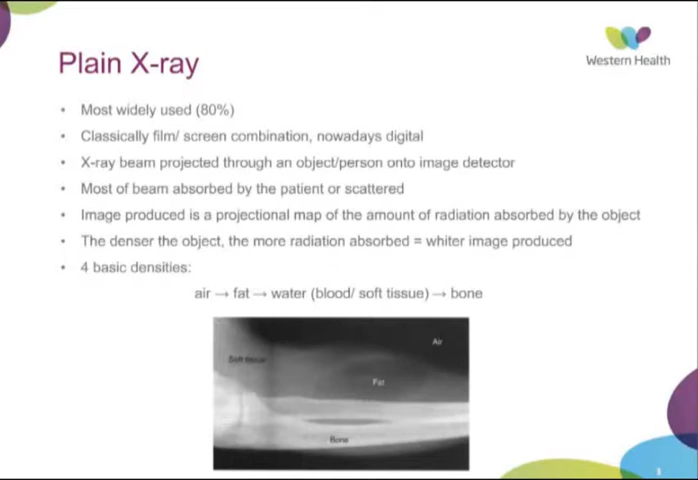 Western Health
Plain X-ray
• Most widely used (80%)
• Classically film/ screen combination, nowadays digital
• X-ray beam projected through an object/person onto image detector
• Most of beam absorbed by the patient or scattered
• Image produced is a projectional map of the amount of radiation absorbed by the object
• The denser the object, the more radiation absorbed = whiter image produced
• 4 basic densities:
air → fat → water (blood/ soft tissue) → bone
Air
Soft tissue
Fat
Bone